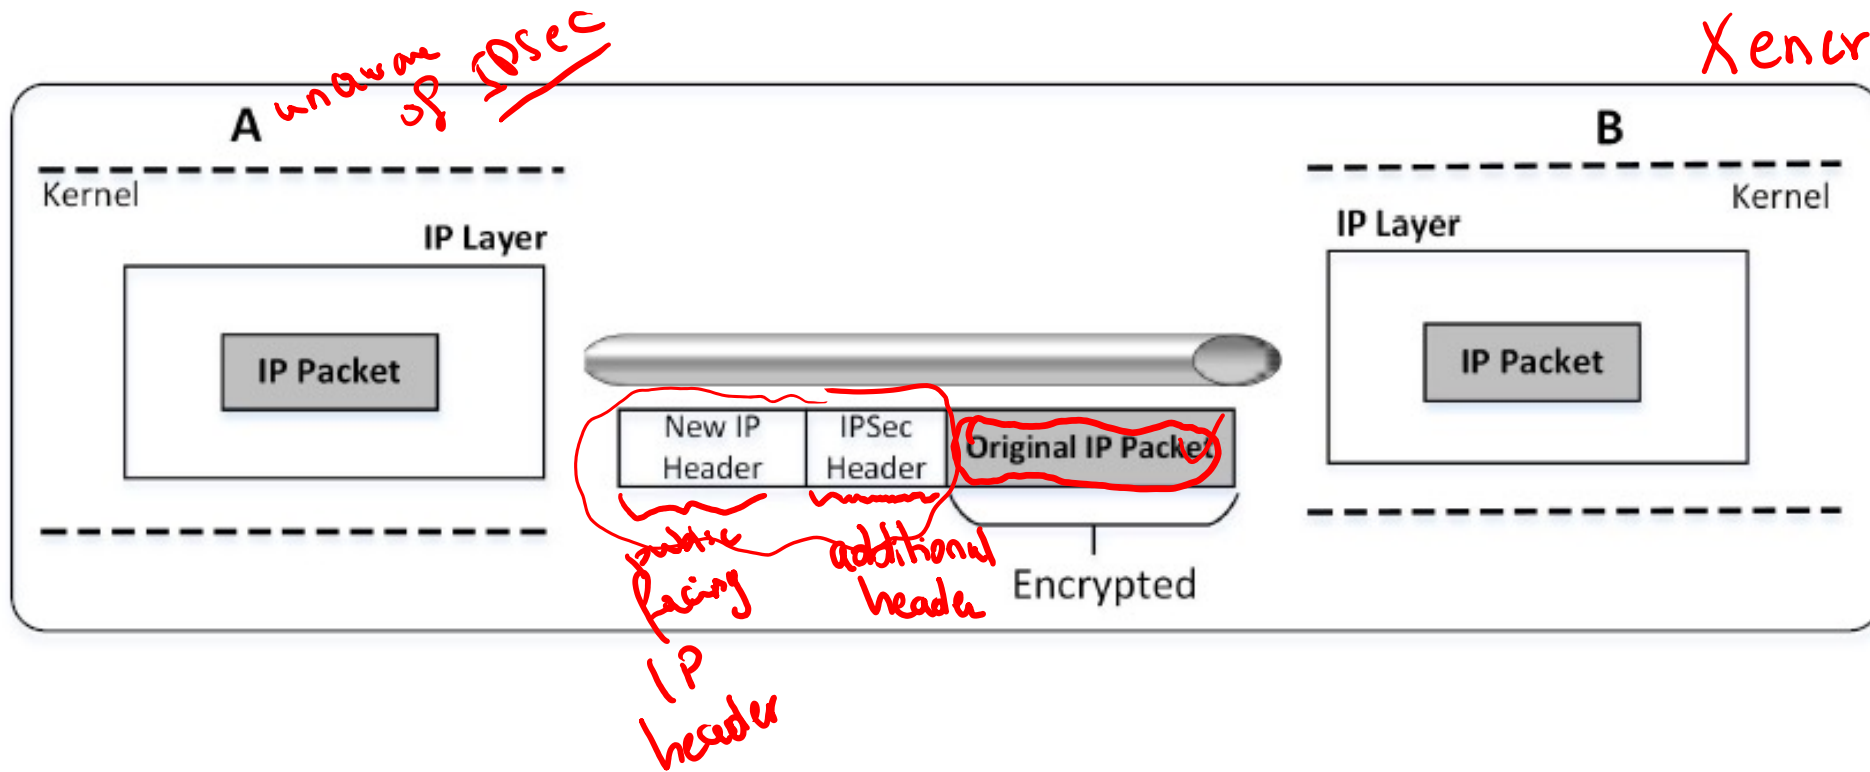 unaware
of IPSec
Xencr
A
B
Kernel
Kernel
IP Layer
IP Layer
IP Packet
IP Packet
New IP
Header
IPSec
Header
Original IP Packet
public
facing
IP
header
additional
header
Encrypted